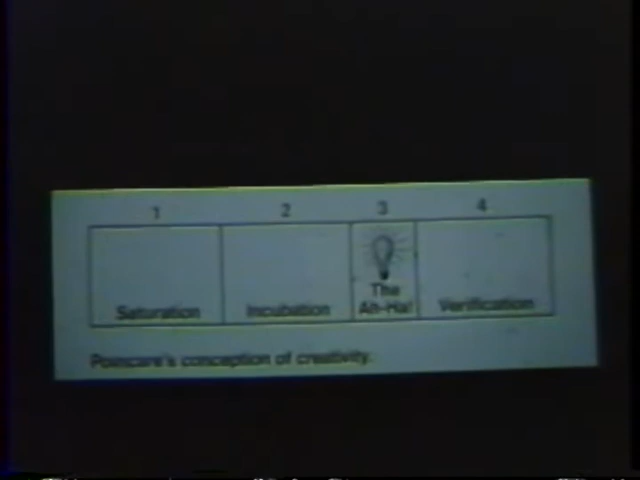 1 2 3 4
Saturation Incubation The Ah-Ha! Verification
Poincare's conception of creativity.